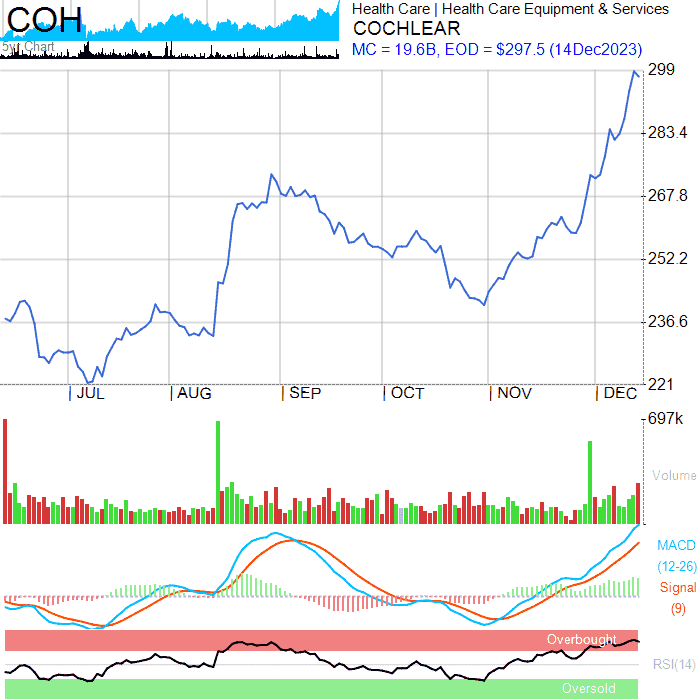 COH
5yr Chart
Health Care | Health Care Equipment & Services
COCHLEAR
MC = 19.6B, EOD = $297.5 (14Dec2023)
299
283.4
267.8
252.2
236.6
221
JUL
AUG
SEP
OCT
NOV
DEC
697k
Volume
MACD
(12-26)
Signal
(9)
Overbought
RSI(14)
Oversold